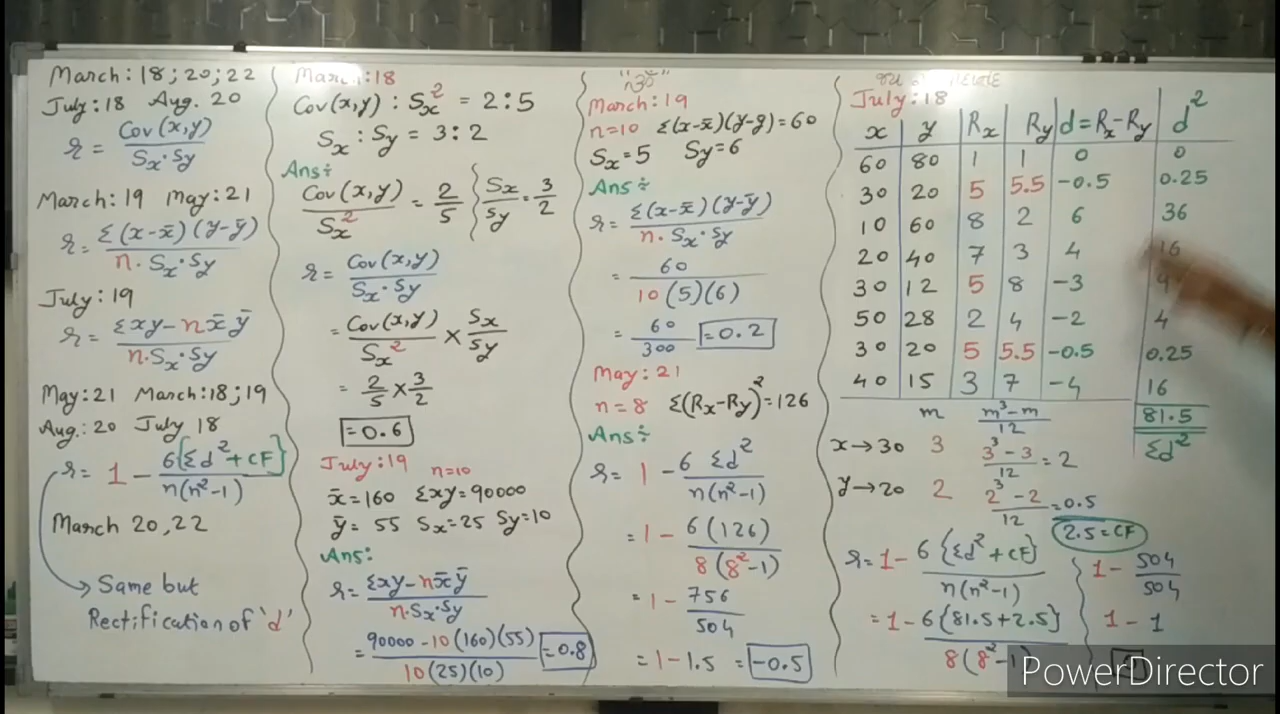 March: 18; 20; 22
July: 18 Aug. 20
r = Cov(x,y) / Sx·Sy
March: 19 May: 21
r = Σ(x-x̄)(y-ȳ) / n·Sx·Sy
July: 19
r = Σxy-nx̄ȳ / n·Sx·Sy
May: 21 March: 18; 19
Aug: 20 July 18
r = 1 - 6{Σd²+CF} / n(n²-1)
March 20,22
→ Same but
Rectification of 'd'
March: 18
Cov(x,y) : Sx² = 2:5
Sx : Sy = 3:2
Ans÷
Cov(x,y) / Sx² = 2/5 Sx/Sy = 3/2
r = Cov(x,y) / Sx·Sy
= Cov(x,y) / Sx² × Sx/Sy
= 2/5 × 3/2
= 0.6
July: 19 n=10
x̄=160 Σxy=90000
ȳ= 55 Sx=25 Sy=10
Ans:
r = Σxy-nx̄ȳ / n·Sx·Sy
= 90000-10(160)(55) / 10(25)(10) = 0.8
March: 19
n=10 Σ(x-x̄)(y-ȳ)=60
Sx=5 Sy=6
Ans÷
r = Σ(x-x̄)(y-ȳ) / n·Sx·Sy
= 60 / 10(5)(6)
= 60/300 = 0.2
May: 21
n=8 Σ(Rx-Ry)²=126
Ans÷
r = 1 - 6Σd² / n(n²-1)
= 1 - 6(126) / 8(8²-1)
= 1 - 756/504
= 1-1.5 = -0.5
July: 18
x y Rx Ry d=Rx-Ry d²
60 80 1 1 0 0
30 20 5 5.5 -0.5 0.25
10 60 8 2 6 36
20 40 7 3 4 16
30 12 5 8 -3
50 28 2 4 -2 4
30 20 5 5.5 -0.5 0.25
40 15 3 7 -4 16
81.5
Σd²
m m³-m/12
x→30 3 3³-3/12 = 2
y→20 2 2³-2/12 = 0.5
2.5=CF
r = 1- 6{Σd²+CF} / n(n²-1)
= 1- 6{81.5+2.5} / 8(8²-1
1- 504/504
1-1
PowerDirector